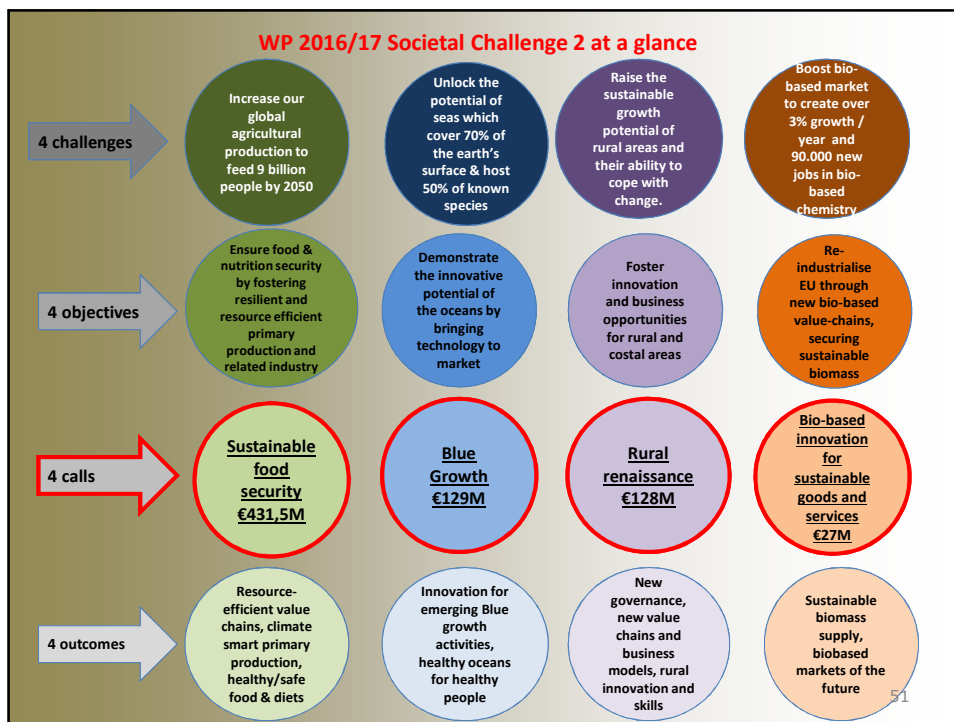 WP 2016/17 Societal Challenge 2 at a glance
4 challenges
Increase our
global
agricultural
production to
feed 9 billion
people by 2050
Unlock the
potential of
seas which
cover 70% of
the earth's
surface & host
50% of known
species
Raise the
sustainable
growth
potential of
rural areas and
their ability to
cope with
change.
Boost bio-
based market
to create over
3% growth /
year and
90.000 new
jobs in bio-
based
chemistry
4 objectives
Ensure food &
nutrition security
by fostering
resilient and
resource efficient
primary
production and
related industry
Demonstrate
the innovative
potential of
the oceans by
bringing
technology to
market
Foster
innovation
and business
opportunities
for rural and
costal areas
Re-
industrialise
EU through
new bio-based
value-chains,
securing
sustainable
biomass
4 calls
Sustainable
food
security
€431,5M
Blue
Growth
€129M
Rural
renaissance
€128M
Bio-based
innovation
for
sustainable
goods and
services
€27M
4 outcomes
Resource-
efficient value
chains, climate
smart primary
production,
healthy/safe
food & diets
Innovation for
emerging Blue
growth
activities,
healthy oceans
for healthy
people
New
governance,
new value
chains and
business
models, rural
innovation and
skills
Sustainable
biomass
supply,
biobased
markets of the
future
51